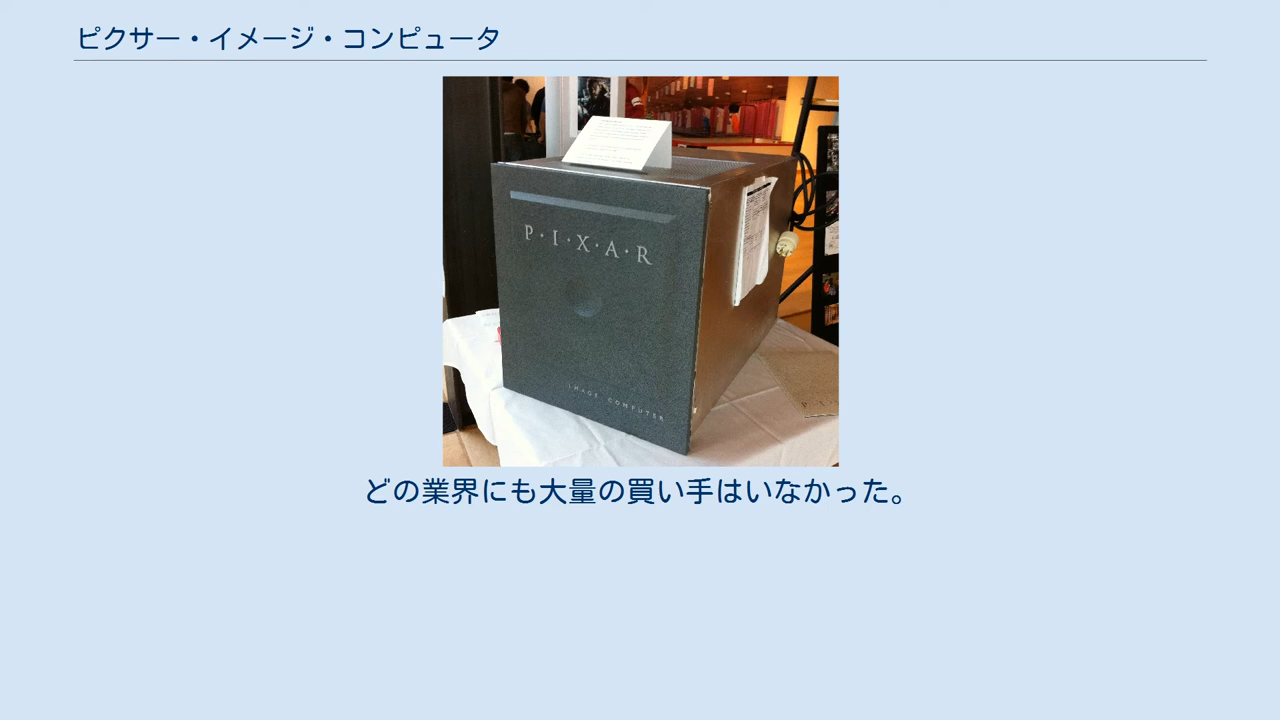 ピクサー・イメージ・コンピュータ
P・I・X・A・R
IMAGE COMPUTER
どの業界にも大量の買い手はいなかった。